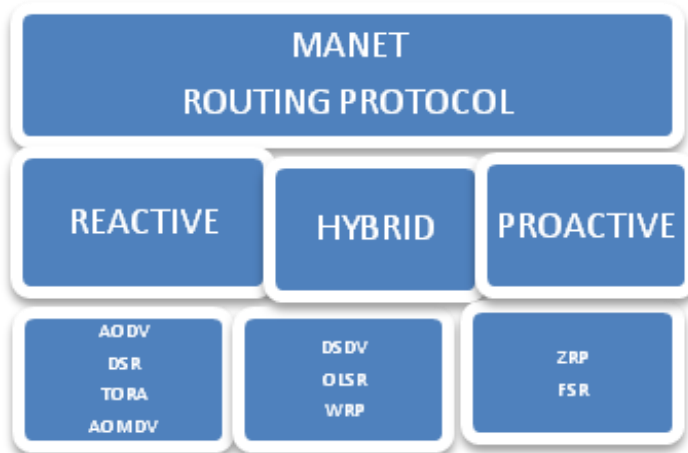 MANET
ROUTING PROTOCOL
REACTIVE
HYBRID
PROACTIVE
AODV
DSR
TORA
AOMDV
DSDV
OLSR
WRP
ZRP
FSR